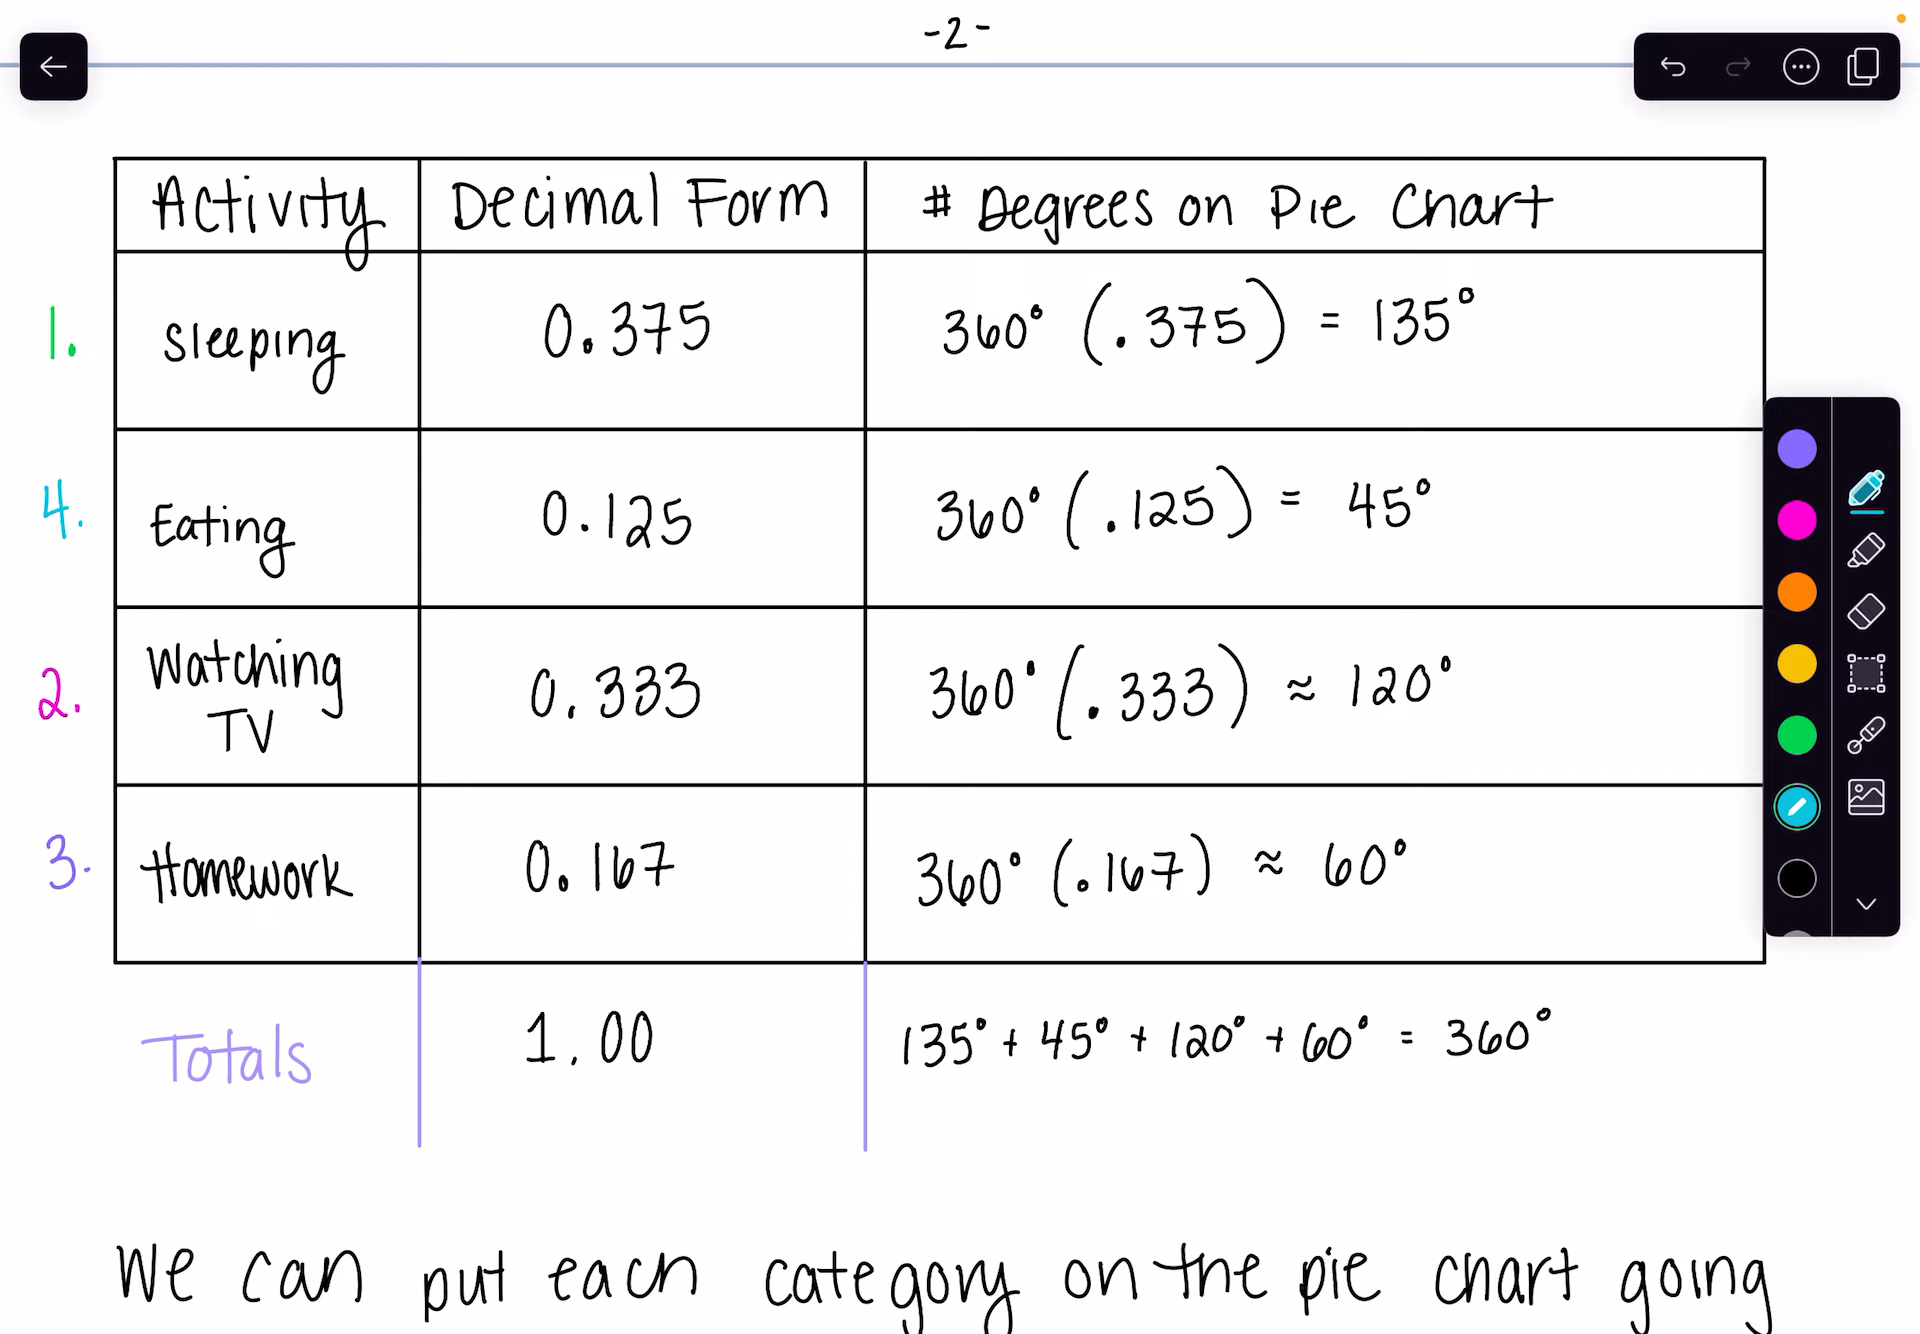 -2-
Activity Decimal Form # Degrees on Pie Chart
1. Sleeping 0.375 360° (.375) = 135°
4. Eating 0.125 360° (.125) = 45°
2. Watching TV 0.333 360° (.333) ≈ 120°
3. Homework 0.167 360° (.167) ≈ 60°
Totals 1.00 135° + 45° + 120° + 60° = 360°
We can put each category on the pie chart going